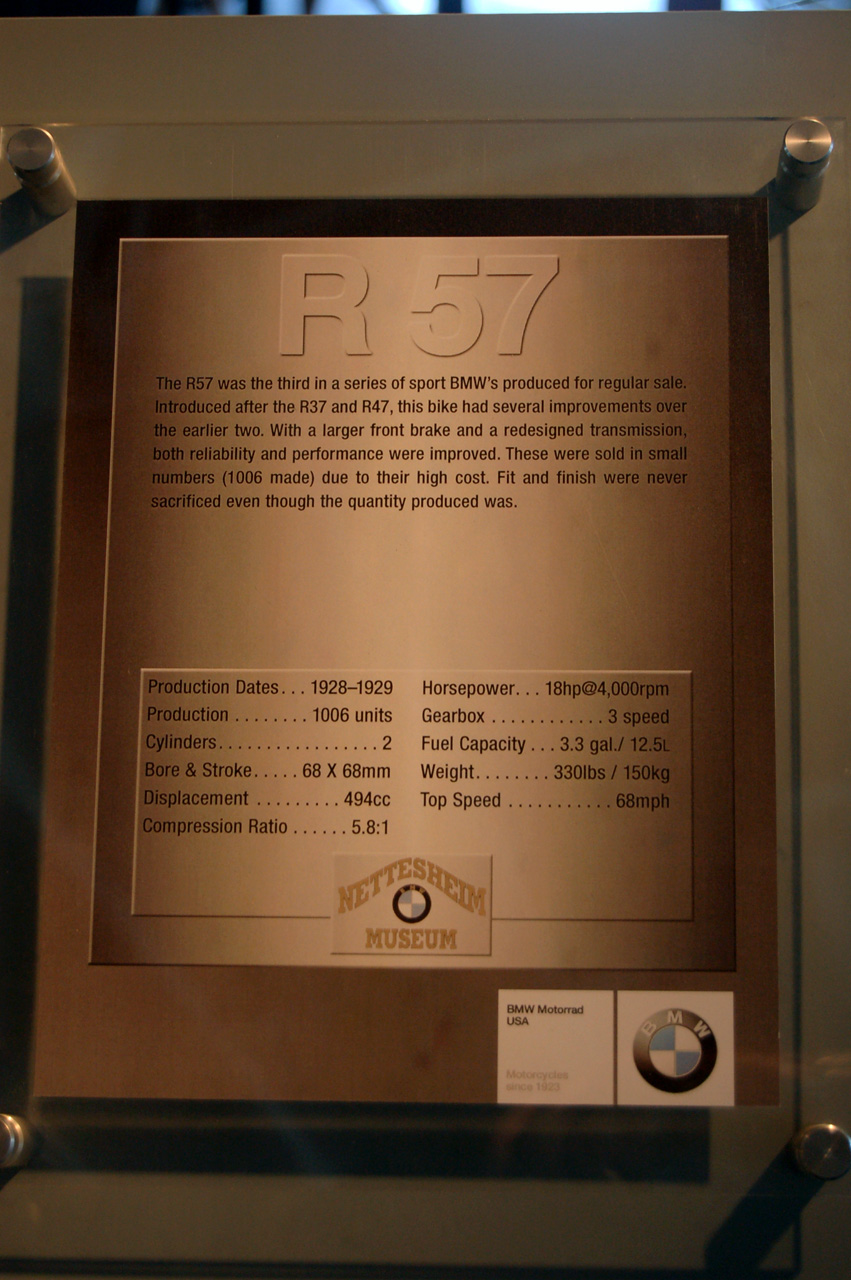 R 57
The R57 was the third in a series of sport BMW's produced for regular sale.
Introduced after the R37 and R47, this bike had several improvements over
the earlier two. With a larger front brake and a redesigned transmission,
both reliability and performance were improved. These were sold in small
numbers (1006 made) due to their high cost. Fit and finish were never
sacrificed even though the quantity produced was.
Production Dates. . . 1928–1929
Production . . . . . . . . 1006 units
Cylinders. . . . . . . . . . . . . . . . . 2
Bore & Stroke. . . . . 68 X 68mm
Displacement . . . . . . . . . 494cc
Compression Ratio . . . . . . 5.8:1
Horsepower. . . 18hp@4,000rpm
Gearbox . . . . . . . . . . . . 3 speed
Fuel Capacity . . . 3.3 gal./ 12.5L
Weight. . . . . . . . 330lbs / 150kg
Top Speed . . . . . . . . . . . 68mph
NETTESHEIM
MUSEUM
BMW Motorrad
USA
Motorcycles
since 1923
BMW